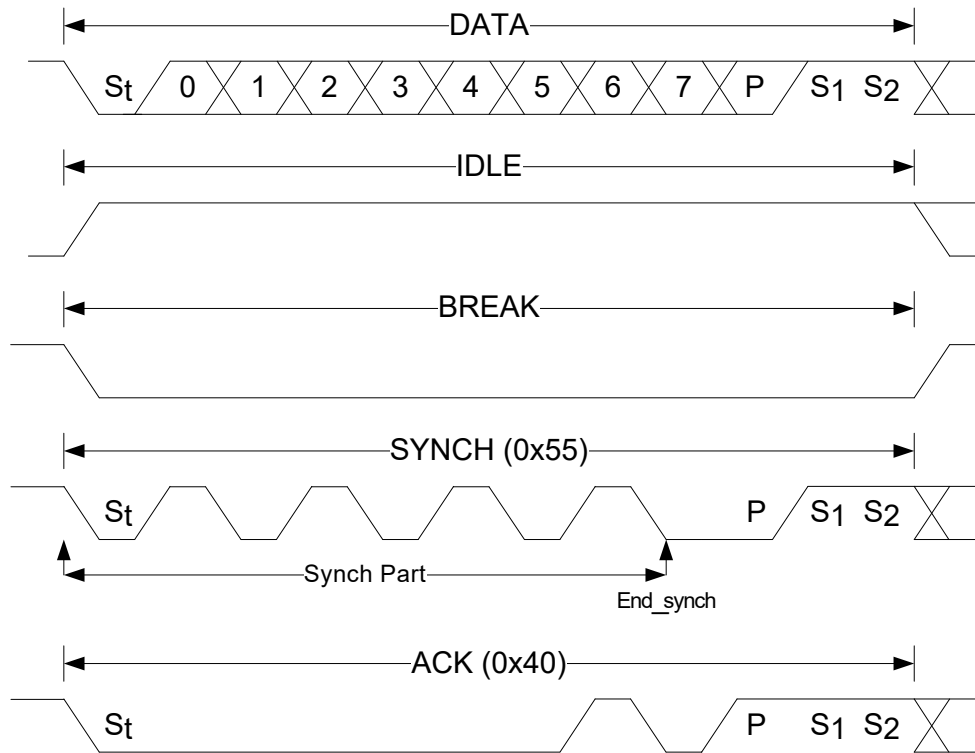 DATA
St 0 1 2 3 4 5 6 7 P S1 S2
IDLE
BREAK
SYNCH (0x55)
St P S1 S2
Synch Part
End_synch
ACK (0x40)
St P S1 S2